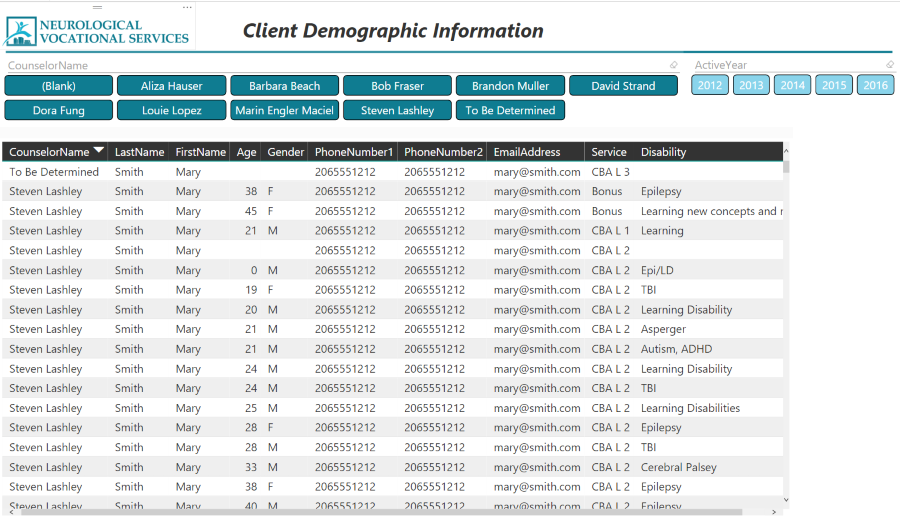 NEUROLOGICAL
VOCATIONAL SERVICES
Client Demographic Information
CounselorName
(Blank) Aliza Hauser Barbara Beach Bob Fraser Brandon Muller David Strand
Dora Fung Louie Lopez Marin Engler Maciel Steven Lashley To Be Determined
ActiveYear
2012 2013 2014 2015 2016
CounselorName LastName FirstName Age Gender PhoneNumber1 PhoneNumber2 EmailAddress Service Disability
To Be Determined Smith Mary 2065551212 2065551212 mary@smith.com CBA L 3
Steven Lashley Smith Mary 38 F 2065551212 2065551212 mary@smith.com Bonus Epilepsy
Steven Lashley Smith Mary 45 F 2065551212 2065551212 mary@smith.com Bonus Learning new concepts and
Steven Lashley Smith Mary 21 M 2065551212 2065551212 mary@smith.com CBA L 1 Learning
Steven Lashley Smith Mary 2065551212 2065551212 mary@smith.com CBA L 2
Steven Lashley Smith Mary 0 M 2065551212 2065551212 mary@smith.com CBA L 2 Epi/LD
Steven Lashley Smith Mary 19 F 2065551212 2065551212 mary@smith.com CBA L 2 TBI
Steven Lashley Smith Mary 20 M 2065551212 2065551212 mary@smith.com CBA L 2 Learning Disability
Steven Lashley Smith Mary 21 M 2065551212 2065551212 mary@smith.com CBA L 2 Asperger
Steven Lashley Smith Mary 21 M 2065551212 2065551212 mary@smith.com CBA L 2 Autism, ADHD
Steven Lashley Smith Mary 24 M 2065551212 2065551212 mary@smith.com CBA L 2 Learning Disability
Steven Lashley Smith Mary 24 M 2065551212 2065551212 mary@smith.com CBA L 2 TBI
Steven Lashley Smith Mary 25 M 2065551212 2065551212 mary@smith.com CBA L 2 Learning Disabilities
Steven Lashley Smith Mary 28 F 2065551212 2065551212 mary@smith.com CBA L 2 Epilepsy
Steven Lashley Smith Mary 28 M 2065551212 2065551212 mary@smith.com CBA L 2 TBI
Steven Lashley Smith Mary 33 M 2065551212 2065551212 mary@smith.com CBA L 2 Cerebral Palsey
Steven Lashley Smith Mary 38 F 2065551212 2065551212 mary@smith.com CBA L 2 Epilepsy
Steven Lashley Smith Mary 40 M 2065551212 2065551212 mary@smith.com CBA L 2